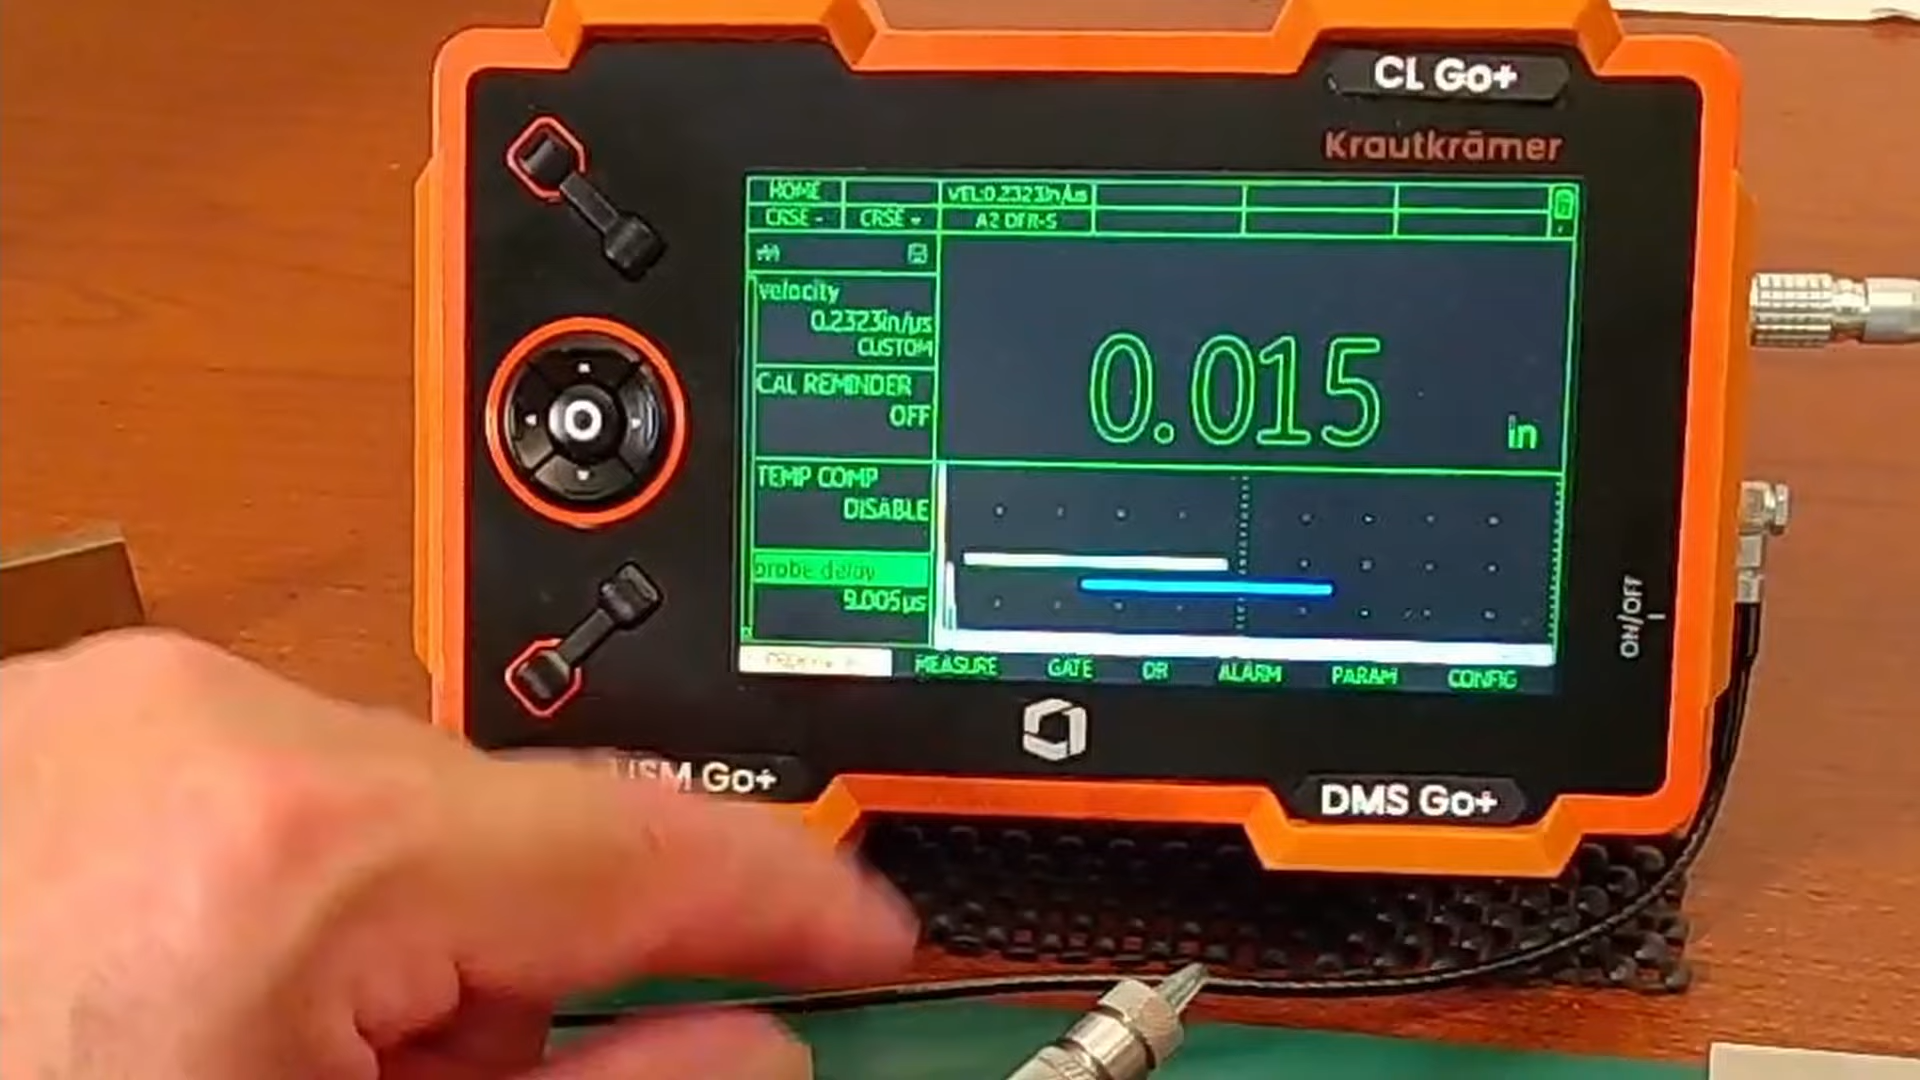 CL Go+
Krautkrämer
HOME
VEL:0.2323in/µs
CRSE -
CRSE +
A2 DFR-S
velocity
0.2323in/µs
CUSTOM
CAL REMINDER
OFF
0.015
in
TEMP COMP
DISABLE
probe delay
9.005µs
MEASURE
GATE
DR
ALARM
PARAM
CONFIG
ON/OFF
USM Go+
DMS Go+